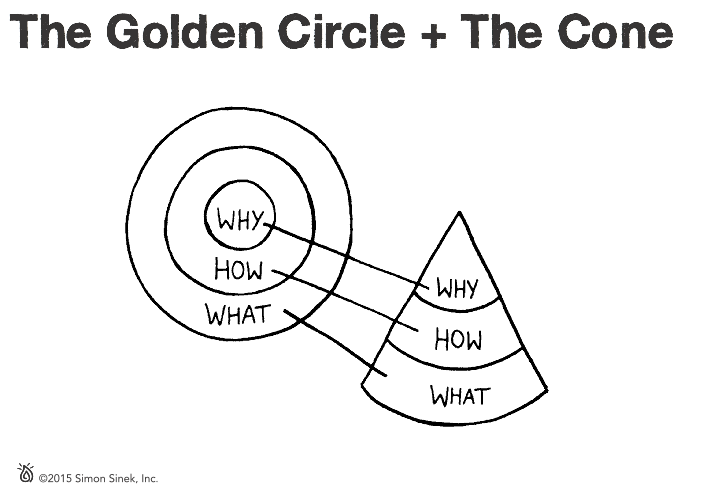 The Golden Circle + The Cone
WHY
HOW
WHAT
WHY
HOW
WHAT
©2015 Simon Sinek, Inc.